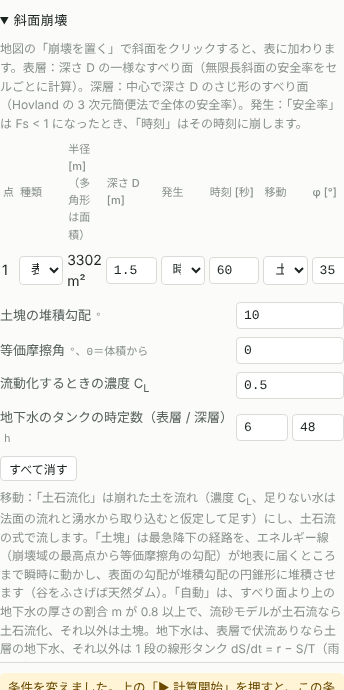 ▼ 斜面崩壊
地図の「崩壊を置く」で斜面をクリックすると、表に加わりま
す。表層：深さ D の一様なすべり面（無限長斜面の安全率をセ
ルごとに計算）。深層：中心で深さ D のさじ形のすべり面
（Hovland の 3 次元簡便法で全体の安全率）。発生：「安全率」
は Fs < 1 になったとき、「時刻」はその時刻に崩します。
半径
[m]
（多
角形
は面
積）
点 種類 深さ D [m] 発生 時刻 [秒] 移動 φ [°]
1 3302 m² 1.5 60 土 35
土塊の堆積勾配 °
10
等価摩擦角 °、0＝体積から
0
流動化するときの濃度 CL
0.5
地下水のタンクの時定数（表層 / 深層）
h
6 48
すべて消す
移動：「土石流化」は崩れた土を流れ（濃度 CL、足りない水は
法面の流れと湧水から取り込むと仮定して足す）にし、土石流
の式で流します。「土塊」は最急降下の経路を、エネルギー線
（崩壊域の最高点から等価摩擦角の勾配）が地表に届くところ
まで瞬時に動かし、表面の勾配が堆積勾配の円錐形に堆積させ
ます（谷をふさげば天然ダム）。「自動」は、すべり面より上の
地下水の厚さの割合 m が 0.8 以上で、流砂モデルが土石流なら
土石流化、それ以外は土塊。地下水は、表層で伏流ありなら土
層の地下水、それ以外は 1 段の線形タンク dS/dt = r − S/T（雨
条件を変えました。上の「▶ 計算開始」を押すと、この条